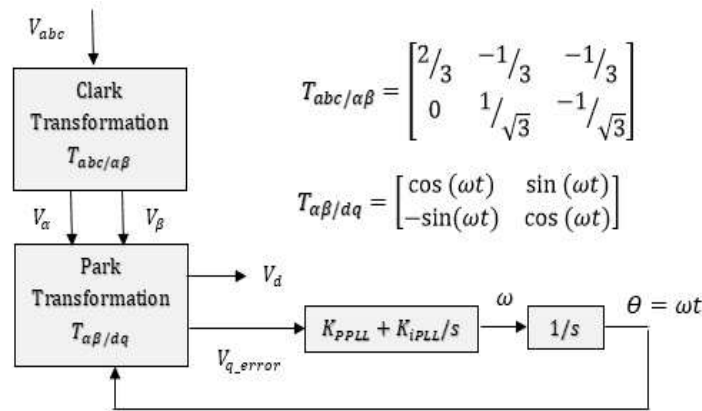 V_abc
Clark
Transformation
T_abc/αβ
T_abc/αβ = [2/3 -1/3 -1/3
0 1/√3 -1/√3]
V_α V_β
T_αβ/dq = [cos (ωt) sin (ωt)
-sin(ωt) cos (ωt)]
Park
Transformation
T_αβ/dq
V_d
V_q_error
K_PPLL + K_iPLL/s
ω
1/s
θ = ωt